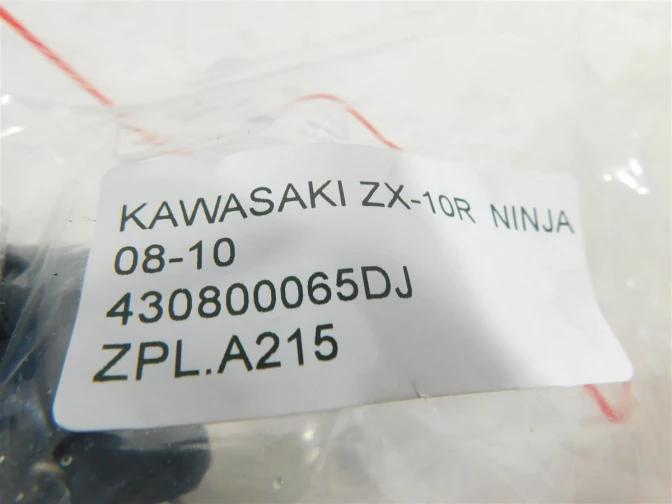 KAWASAKI ZX-10R NINJA
08-10
430800065DJ
ZPL.A215